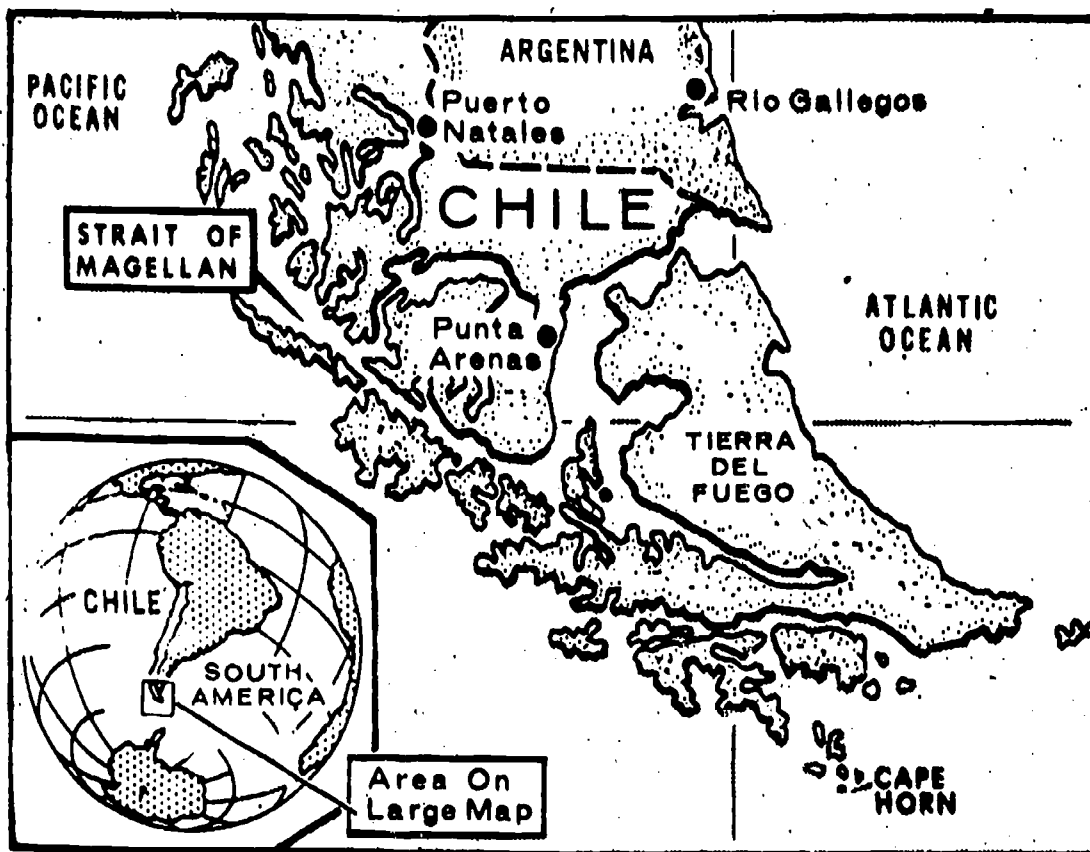 ARGENTINA
PACIFIC
OCEAN
Puerto
Natales
Rio Gallegos
CHILE
STRAIT OF
MAGELLAN
Punta
Arenas
ATLANTIC
OCEAN
TIERRA
DEL
FUEGO
CHILE
SOUTH
AMERICA
Area On
Large Map
CAPE
HORN